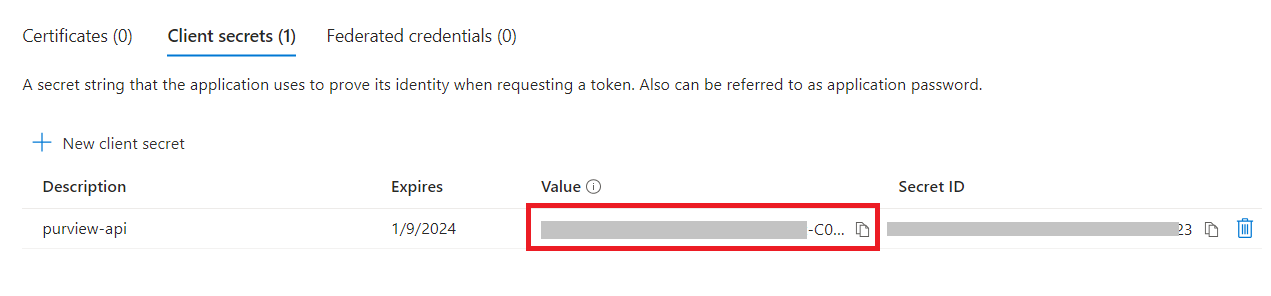 Certificates (0) Client secrets (1) Federated credentials (0)
A secret string that the application uses to prove its identity when requesting a token. Also can be referred to as application password.
New client secret
Description Expires Value Secret ID
purview-api 1/9/2024 -C0... 23